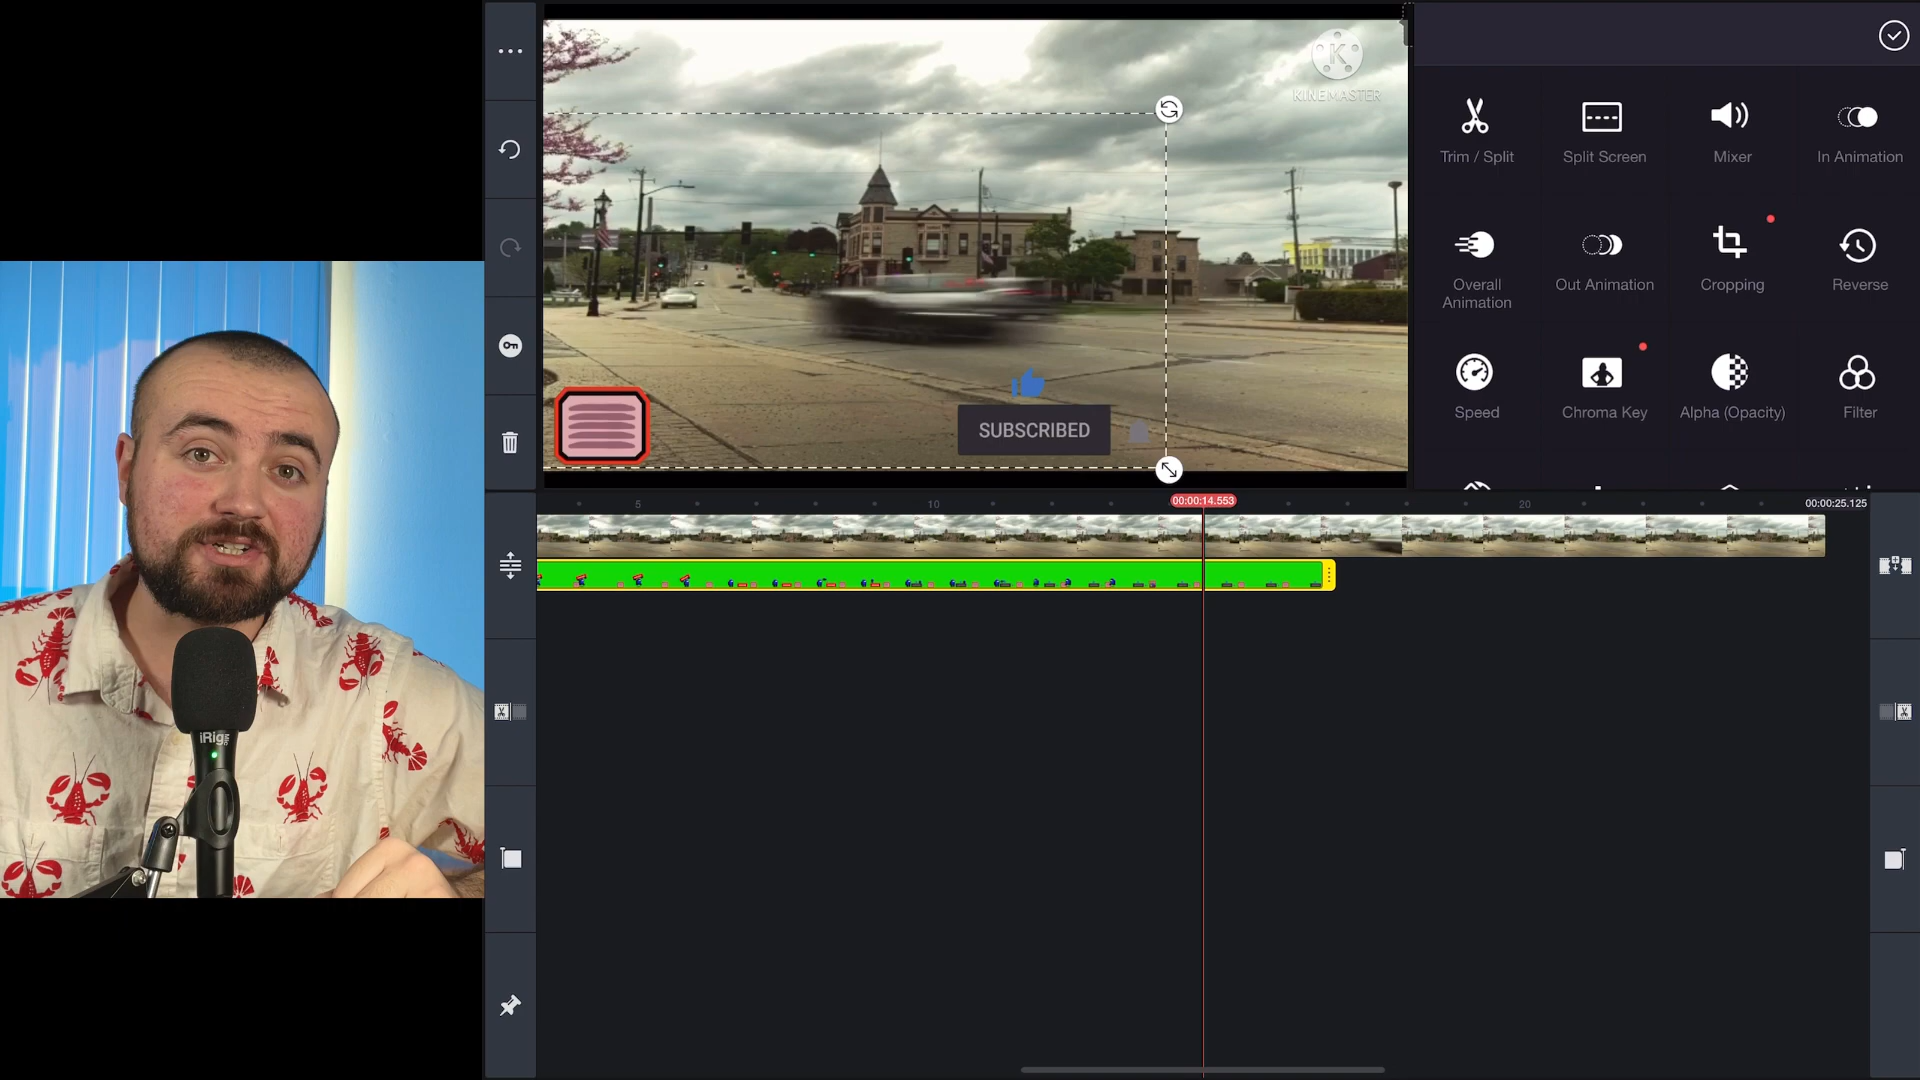 KINEMASTER
SUBSCRIBED
Trim / Split
Split Screen
Mixer
In Animation
Overall
Animation
Out Animation
Cropping
Reverse
Speed
Chroma Key
Alpha (Opacity)
Filter
5
10
00:00:14.553
20
00:00:25.125
iRig